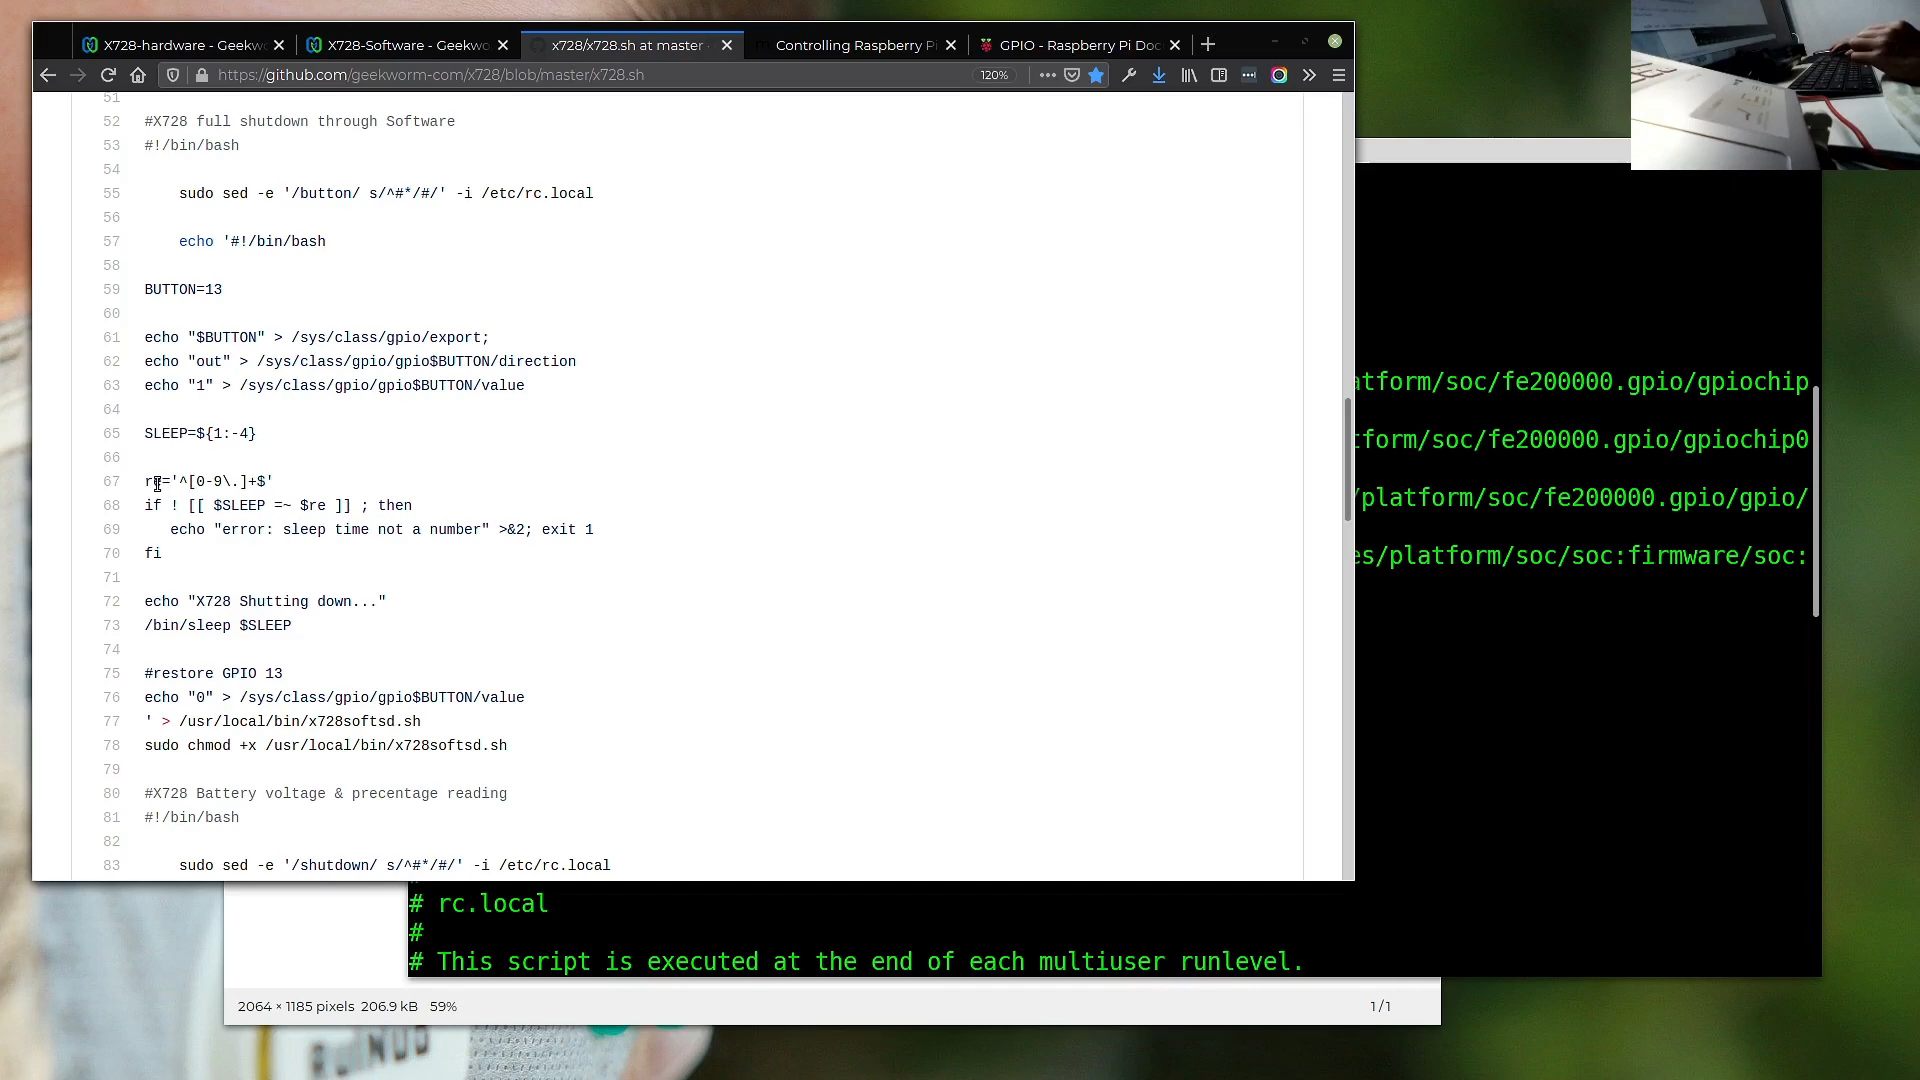 X728-hardware - Geekwo
X728-Software - Geekwo
x728/x728.sh at master ·
Controlling Raspberry Pi
GPIO - Raspberry Pi Doc
https://github.com/geekworm-com/x728/blob/master/x728.sh
120%
51
52 #X728 full shutdown through Software
53 #!/bin/bash
54
55 sudo sed -e '/button/ s/^#*/#/' -i /etc/rc.local
56
57 echo '#!/bin/bash
58
59 BUTTON=13
60
61 echo "$BUTTON" > /sys/class/gpio/export;
62 echo "out" > /sys/class/gpio/gpio$BUTTON/direction
63 echo "1" > /sys/class/gpio/gpio$BUTTON/value
64
65 SLEEP=${1:-4}
66
67 re='^[0-9\.]+$'
68 if ! [[ $SLEEP =~ $re ]] ; then
69 echo "error: sleep time not a number" >&2; exit 1
70 fi
71
72 echo "X728 Shutting down..."
73 /bin/sleep $SLEEP
74
75 #restore GPIO 13
76 echo "0" > /sys/class/gpio/gpio$BUTTON/value
77 ' > /usr/local/bin/x728softsd.sh
78 sudo chmod +x /usr/local/bin/x728softsd.sh
79
80 #X728 Battery voltage & precentage reading
81 #!/bin/bash
82
83 sudo sed -e '/shutdown/ s/^#*/#/' -i /etc/rc.local
atform/soc/fe200000.gpio/gpiochip
tform/soc/fe200000.gpio/gpiochip0
/platform/soc/fe200000.gpio/gpio/
es/platform/soc/soc:firmware/soc:
# rc.local
#
# This script is executed at the end of each multiuser runlevel.
2064 × 1185 pixels 206.9 kB 59%
1 / 1